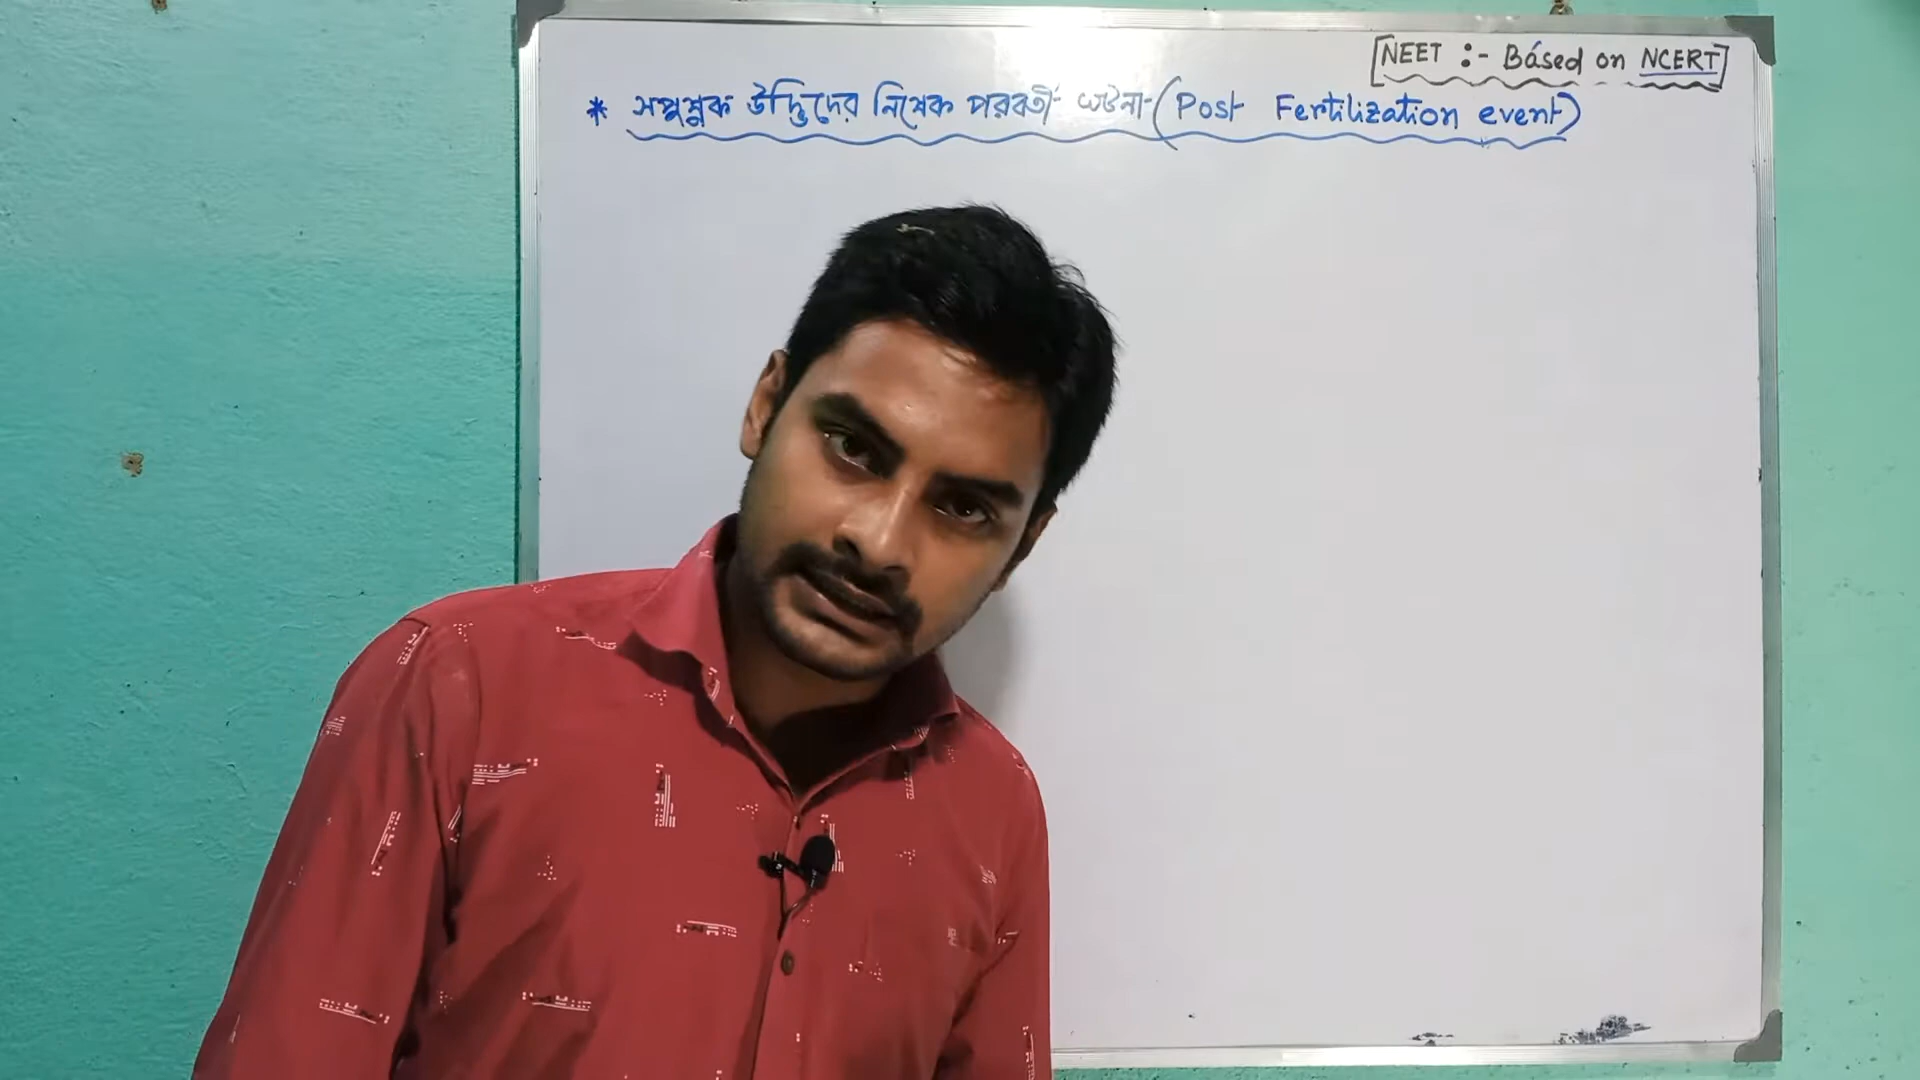 [NEET :- Based on NCERT]
* সপুষ্পক উদ্ভিদের নিষেক পরবর্তী ঘটনা (Post Fertilization event)